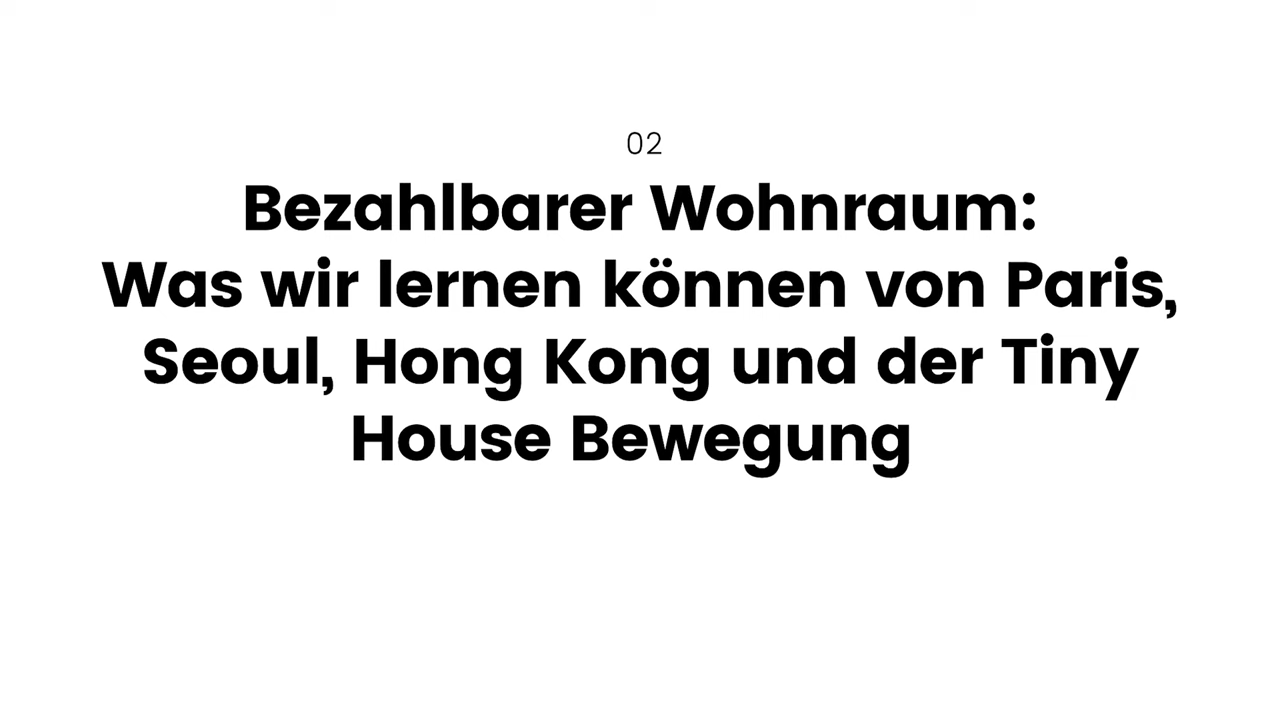 02
Bezahlbarer Wohnraum:
Was wir lernen können von Paris,
Seoul, Hong Kong und der Tiny
House Bewegung